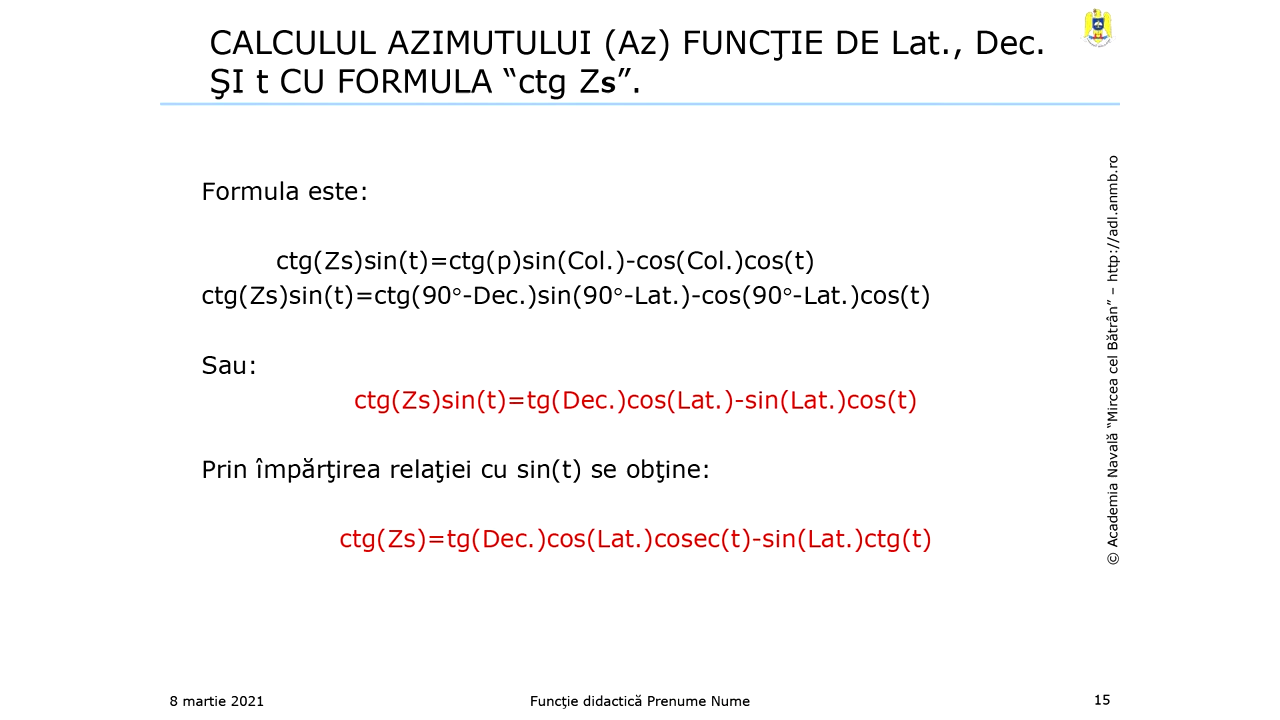 CALCULUL AZIMUTULUI (Az) FUNCŢIE DE Lat., Dec.
ŞI t CU FORMULA “ctg Zs”.
Formula este:
ctg(Zs)sin(t)=ctg(p)sin(Col.)-cos(Col.)cos(t)
ctg(Zs)sin(t)=ctg(90°-Dec.)sin(90°-Lat.)-cos(90°-Lat.)cos(t)
Sau:
ctg(Zs)sin(t)=tg(Dec.)cos(Lat.)-sin(Lat.)cos(t)
Prin împărţirea relaţiei cu sin(t) se obţine:
ctg(Zs)=tg(Dec.)cos(Lat.)cosec(t)-sin(Lat.)ctg(t)
© Academia Navală “Mircea cel Bătrân” – http://adl.anmb.ro
8 martie 2021
Funcţie didactică Prenume Nume
15